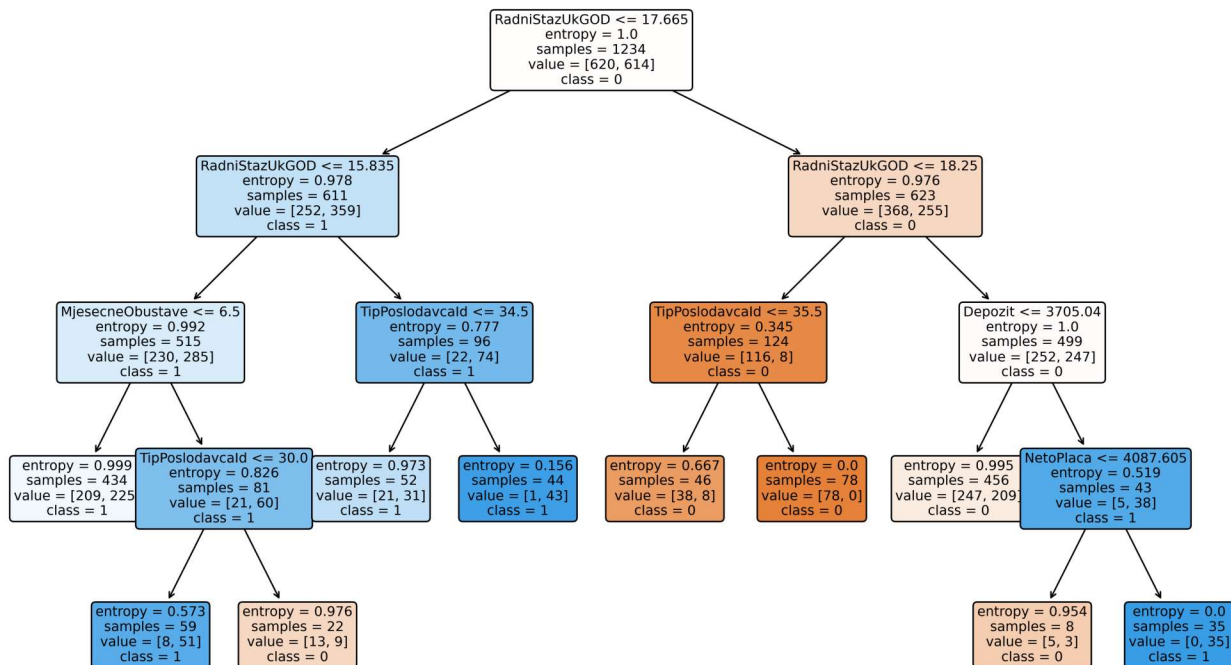 RadniStazUkGOD <= 17.665
entropy = 1.0
samples = 1234
value = [620, 614]
class = 0
RadniStazUkGOD <= 15.835
entropy = 0.978
samples = 611
value = [252, 359]
class = 1
RadniStazUkGOD <= 18.25
entropy = 0.976
samples = 623
value = [368, 255]
class = 0
MjesecneObustave <= 6.5
entropy = 0.992
samples = 515
value = [230, 285]
class = 1
TipPoslodavcaId <= 34.5
entropy = 0.777
samples = 96
value = [22, 74]
class = 1
TipPoslodavcaId <= 35.5
entropy = 0.345
samples = 124
value = [116, 8]
class = 0
Depozit <= 3705.04
entropy = 1.0
samples = 499
value = [252, 247]
class = 0
entropy = 0.999
samples = 434
value = [209, 225]
class = 1
TipPoslodavcaId <= 30.0
entropy = 0.826
samples = 81
value = [21, 60]
class = 1
entropy = 0.973
samples = 52
value = [21, 31]
class = 1
entropy = 0.156
samples = 44
value = [1, 43]
class = 1
entropy = 0.667
samples = 46
value = [38, 8]
class = 0
entropy = 0.0
samples = 78
value = [78, 0]
class = 0
entropy = 0.995
samples = 456
value = [247, 209]
class = 0
NetoPlaca <= 4087.605
entropy = 0.519
samples = 43
value = [5, 38]
class = 1
entropy = 0.573
samples = 59
value = [8, 51]
class = 1
entropy = 0.976
samples = 22
value = [13, 9]
class = 0
entropy = 0.954
samples = 8
value = [5, 3]
class = 0
entropy = 0.0
samples = 35
value = [0, 35]
class = 1